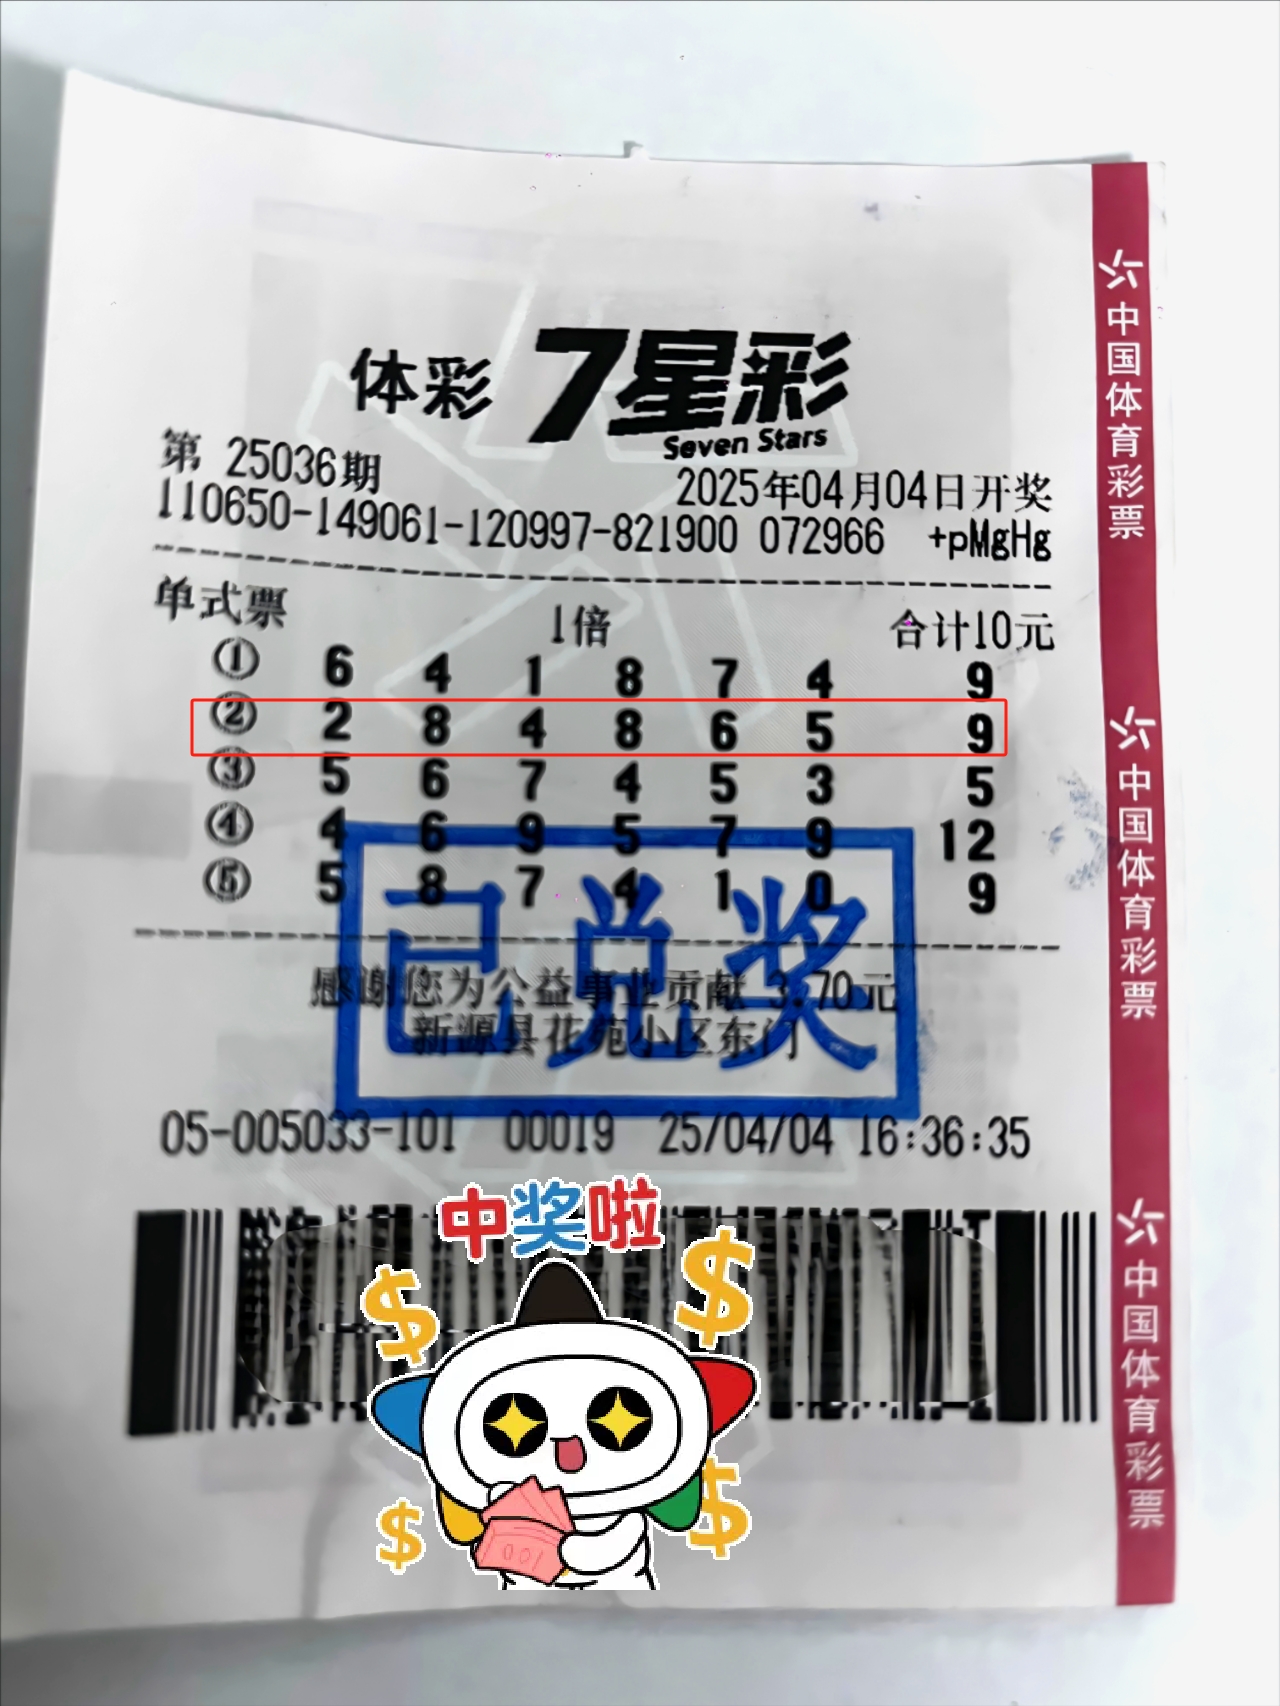 体彩 7星彩
Seven Stars
第 25036期
2025年04月04日开奖
110650-149061-120997-821900 072966 +pMgHg
单式票 1倍 合计10元
① 6 4 1 8 7 4 9
② 2 8 4 8 6 5 9
③ 5 6 7 4 5 3 5
④ 4 6 9 5 7 9 12
⑤ 5 8 7 4 1 0 9
已兑奖
感谢您为公益事业贡献 3.70元
新源县花苑小区东门
05-005033-101 00019 25/04/04 16:36:35
中奖啦
中国体育彩票
中国体育彩票
中国体育彩票